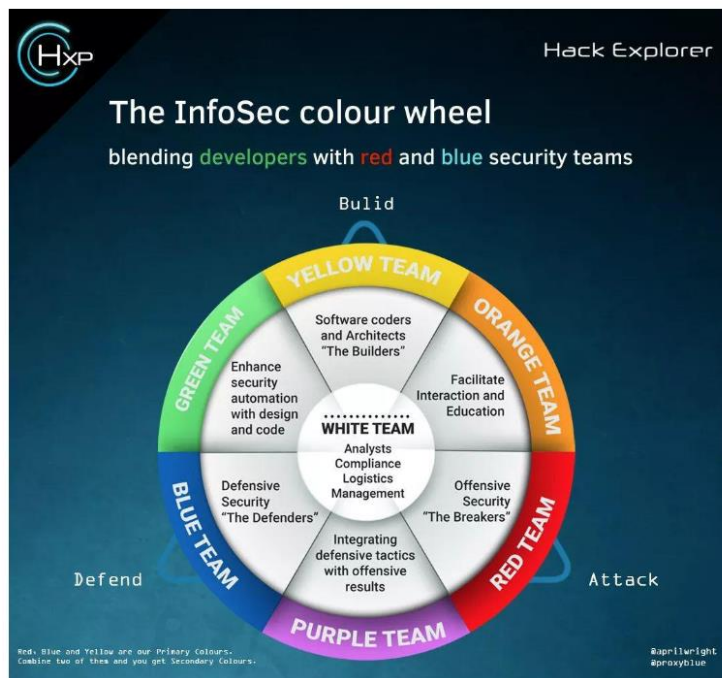 HXP
Hack Explorer
The InfoSec colour wheel
blending developers with red and blue security teams
Bulid
YELLOW TEAM
Software coders
and Architects
“The Builders”
ORANGE TEAM
Facilitate
Interaction and
Education
GREEN TEAM
Enhance
security
automation
with design
and code
WHITE TEAM
Analysts
Compliance
Logistics
Management
BLUE TEAM
Defensive
Security
“The Defenders”
RED TEAM
Offensive
Security
“The Breakers”
Integrating
defensive tactics
with offensive
results
PURPLE TEAM
Defend
Attack
Red, Blue and Yellow are our Primary Colours.
Combine two of them and you get Secondary Colours.
@aprilwright
@proxyblue